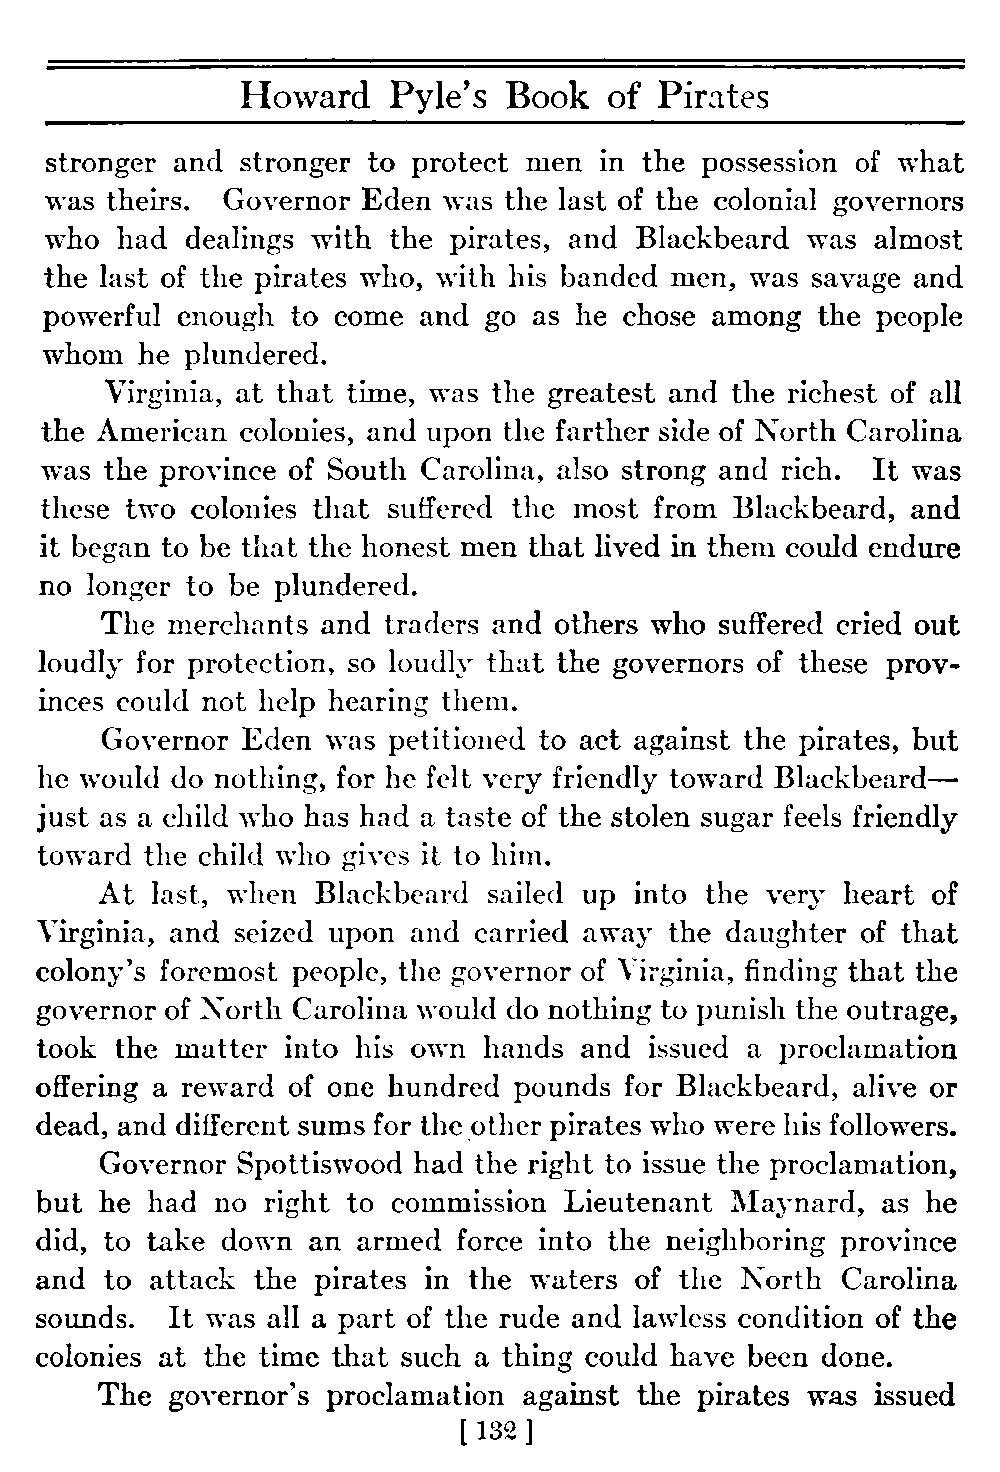 Howard Pyle's Book of Pirates
stronger and stronger to protect men in the possession of what
was theirs. Governor Eden was the last of the colonial governors
who had dealings with the pirates, and Blackbeard was almost
the last of the pirates who, with his banded men, was savage and
powerful enough to come and go as he chose among the people
whom he plundered.
Virginia, at that time, was the greatest and the richest of all
the American colonies, and upon the farther side of North Carolina
was the province of South Carolina, also strong and rich. It was
these two colonies that suffered the most from Blackbeard, and
it began to be that the honest men that lived in them could endure
no longer to be plundered.
The merchants and traders and others who suffered cried out
loudly for protection, so loudly that the governors of these prov-
inces could not help hearing them.
Governor Eden was petitioned to act against the pirates, but
he would do nothing, for he felt very friendly toward Blackbeard—
just as a child who has had a taste of the stolen sugar feels friendly
toward the child who gives it to him.
At last, when Blackbeard sailed up into the very heart of
Virginia, and seized upon and carried away the daughter of that
colony's foremost people, the governor of Virginia, finding that the
governor of North Carolina would do nothing to punish the outrage,
took the matter into his own hands and issued a proclamation
offering a reward of one hundred pounds for Blackbeard, alive or
dead, and different sums for the other pirates who were his followers.
Governor Spottiswood had the right to issue the proclamation,
but he had no right to commission Lieutenant Maynard, as he
did, to take down an armed force into the neighboring province
and to attack the pirates in the waters of the North Carolina
sounds. It was all a part of the rude and lawless condition of the
colonies at the time that such a thing could have been done.
The governor's proclamation against the pirates was issued
[ 132 ]